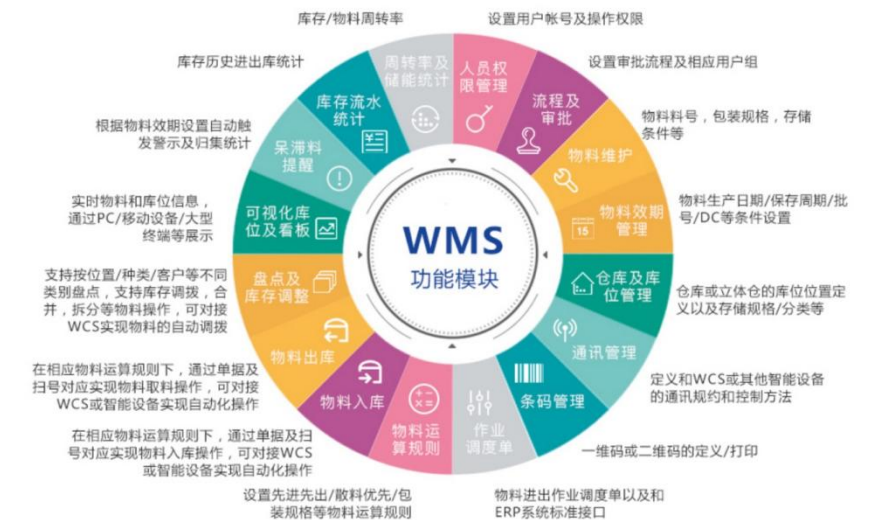 库存/物料周转率
设置用户帐号及操作权限
库存历史进出库统计
设置审批流程及相应用户组
周转率及
储能统计
人员权
限管理
库存流水
统计
流程及
审批
物料料号，包装规格，存储
条件等
根据物料效期设置自动触
发警示及归集统计
呆滞料
提醒
物料维护
实时物料和库位信息，
通过PC/移动设备/大型
终端等展示
可视化库
位及看板
物料效期
管理
15
物料生产日期/保存周期/批
号/DC等条件设置
WMS
功能模块
支持按位置/种类/客户等不同
类别盘点，支持库存调拨，合
并，拆分等物料操作，可对接
WCS实现物料的自动调拨
盘点及
库存调整
仓库及库
位管理
仓库或立体仓的库位位置定
义以及存储规格/分类等
物料出库
通讯管理
在相应物料运算规则下，通过单据及
扫号对应实现物料取料操作，可对接
WCS或智能设备实现自动化操作
定义和WCS或其他智能设备
的通讯规约和控制方法
物料入库
条码管理
物料运
算规则
作业
调度单
在相应物料运算规则下，通过单据及扫
号对应实现物料入库操作，可对接WCS
或智能设备实现自动化操作
一维码或二维码的定义/打印
设置先进先出/散料优先/包
装规格等物料运算规则
物料进出作业调度单以及和
ERP系统标准接口